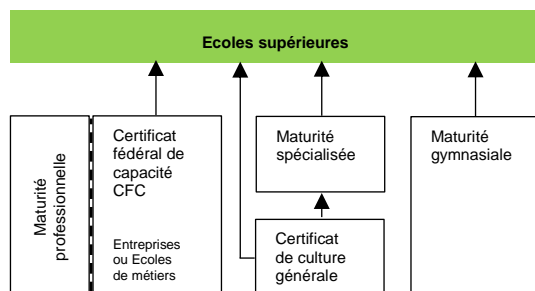 Ecoles supérieures
Maturité
professionnelle
Certificat
fédéral de
capacité
CFC
Entreprises
ou Ecoles
de métiers
Maturité
spécialisée
Certificat
de culture
générale
Maturité
gymnasiale